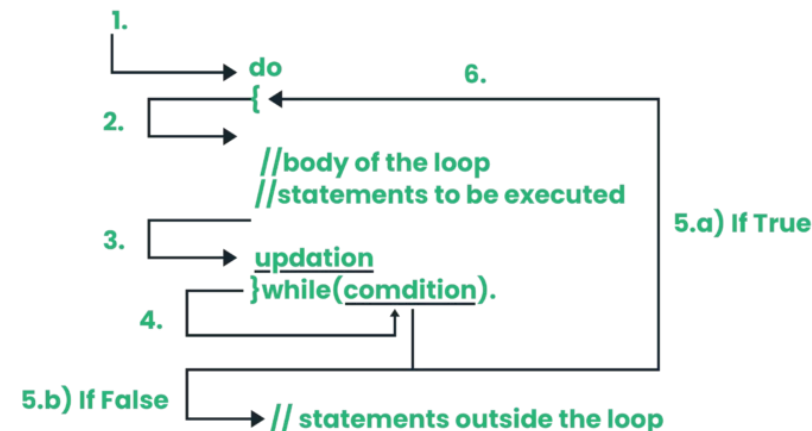 1.
do
6.
{
2.
//body of the loop
//statements to be executed
5.a) If True
3.
updation
}while(comdition).
4.
5.b) If False
// statements outside the loop